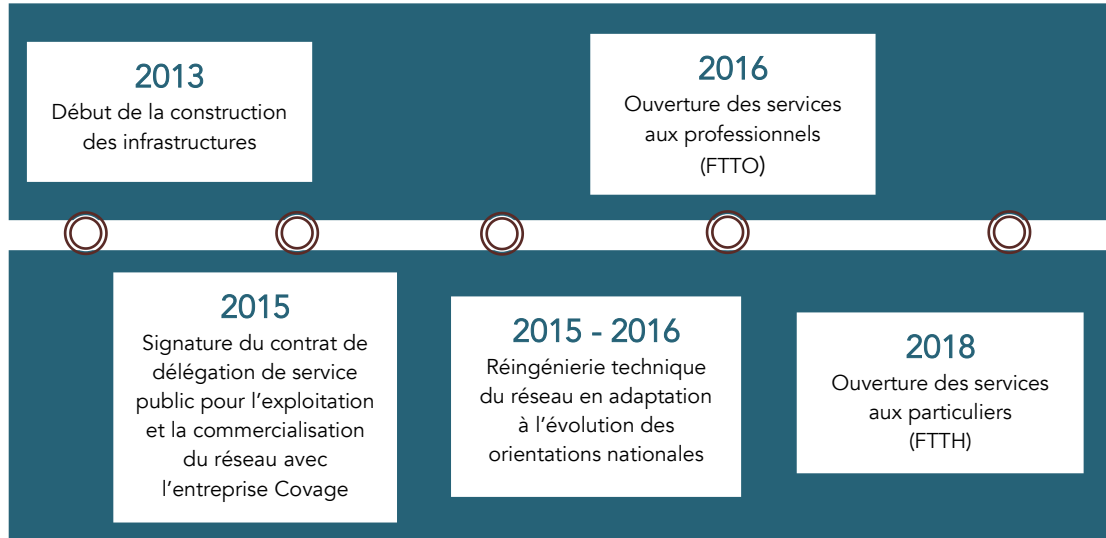 2013
Début de la construction
des infrastructures
2016
Ouverture des services
aux professionnels
(FTTO)
2015
Signature du contrat de
délégation de service
public pour l’exploitation
et la commercialisation
du réseau avec
l’entreprise Covage
2015 - 2016
Réingénierie technique
du réseau en adaptation
à l’évolution des
orientations nationales
2018
Ouverture des services
aux particuliers
(FTTH)